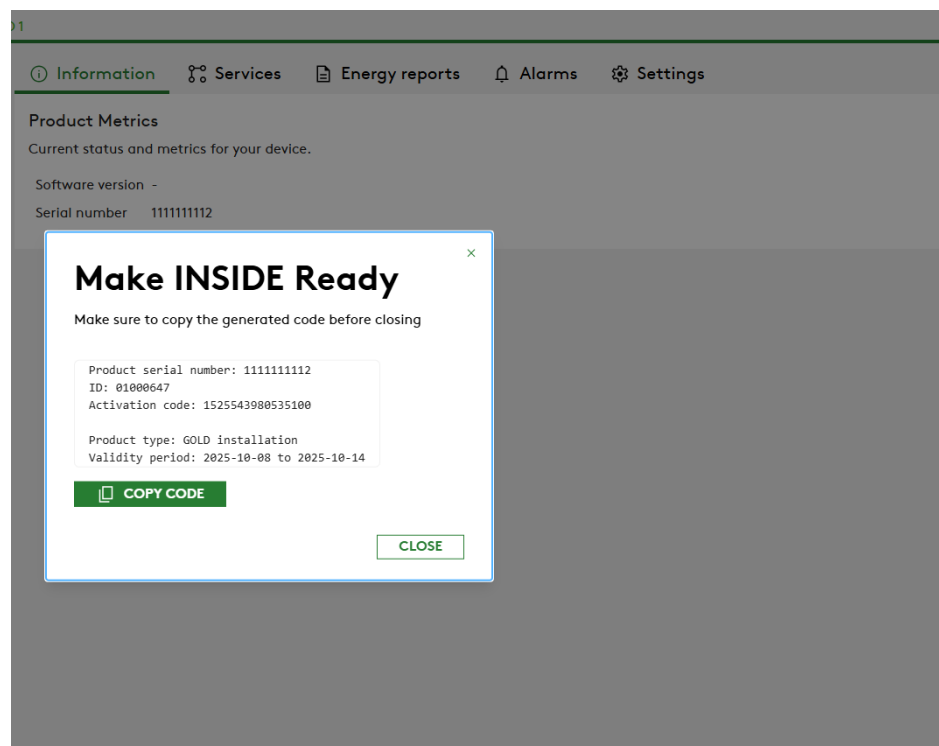 01
Information Services Energy reports Alarms Settings
Product Metrics
Current status and metrics for your device.
Software version -
Serial number 1111111112
×
Make INSIDE Ready
Make sure to copy the generated code before closing
Product serial number: 1111111112
ID: 01000647
Activation code: 1525543980535100
Product type: GOLD installation
Validity period: 2025-10-08 to 2025-10-14
COPY CODE
CLOSE